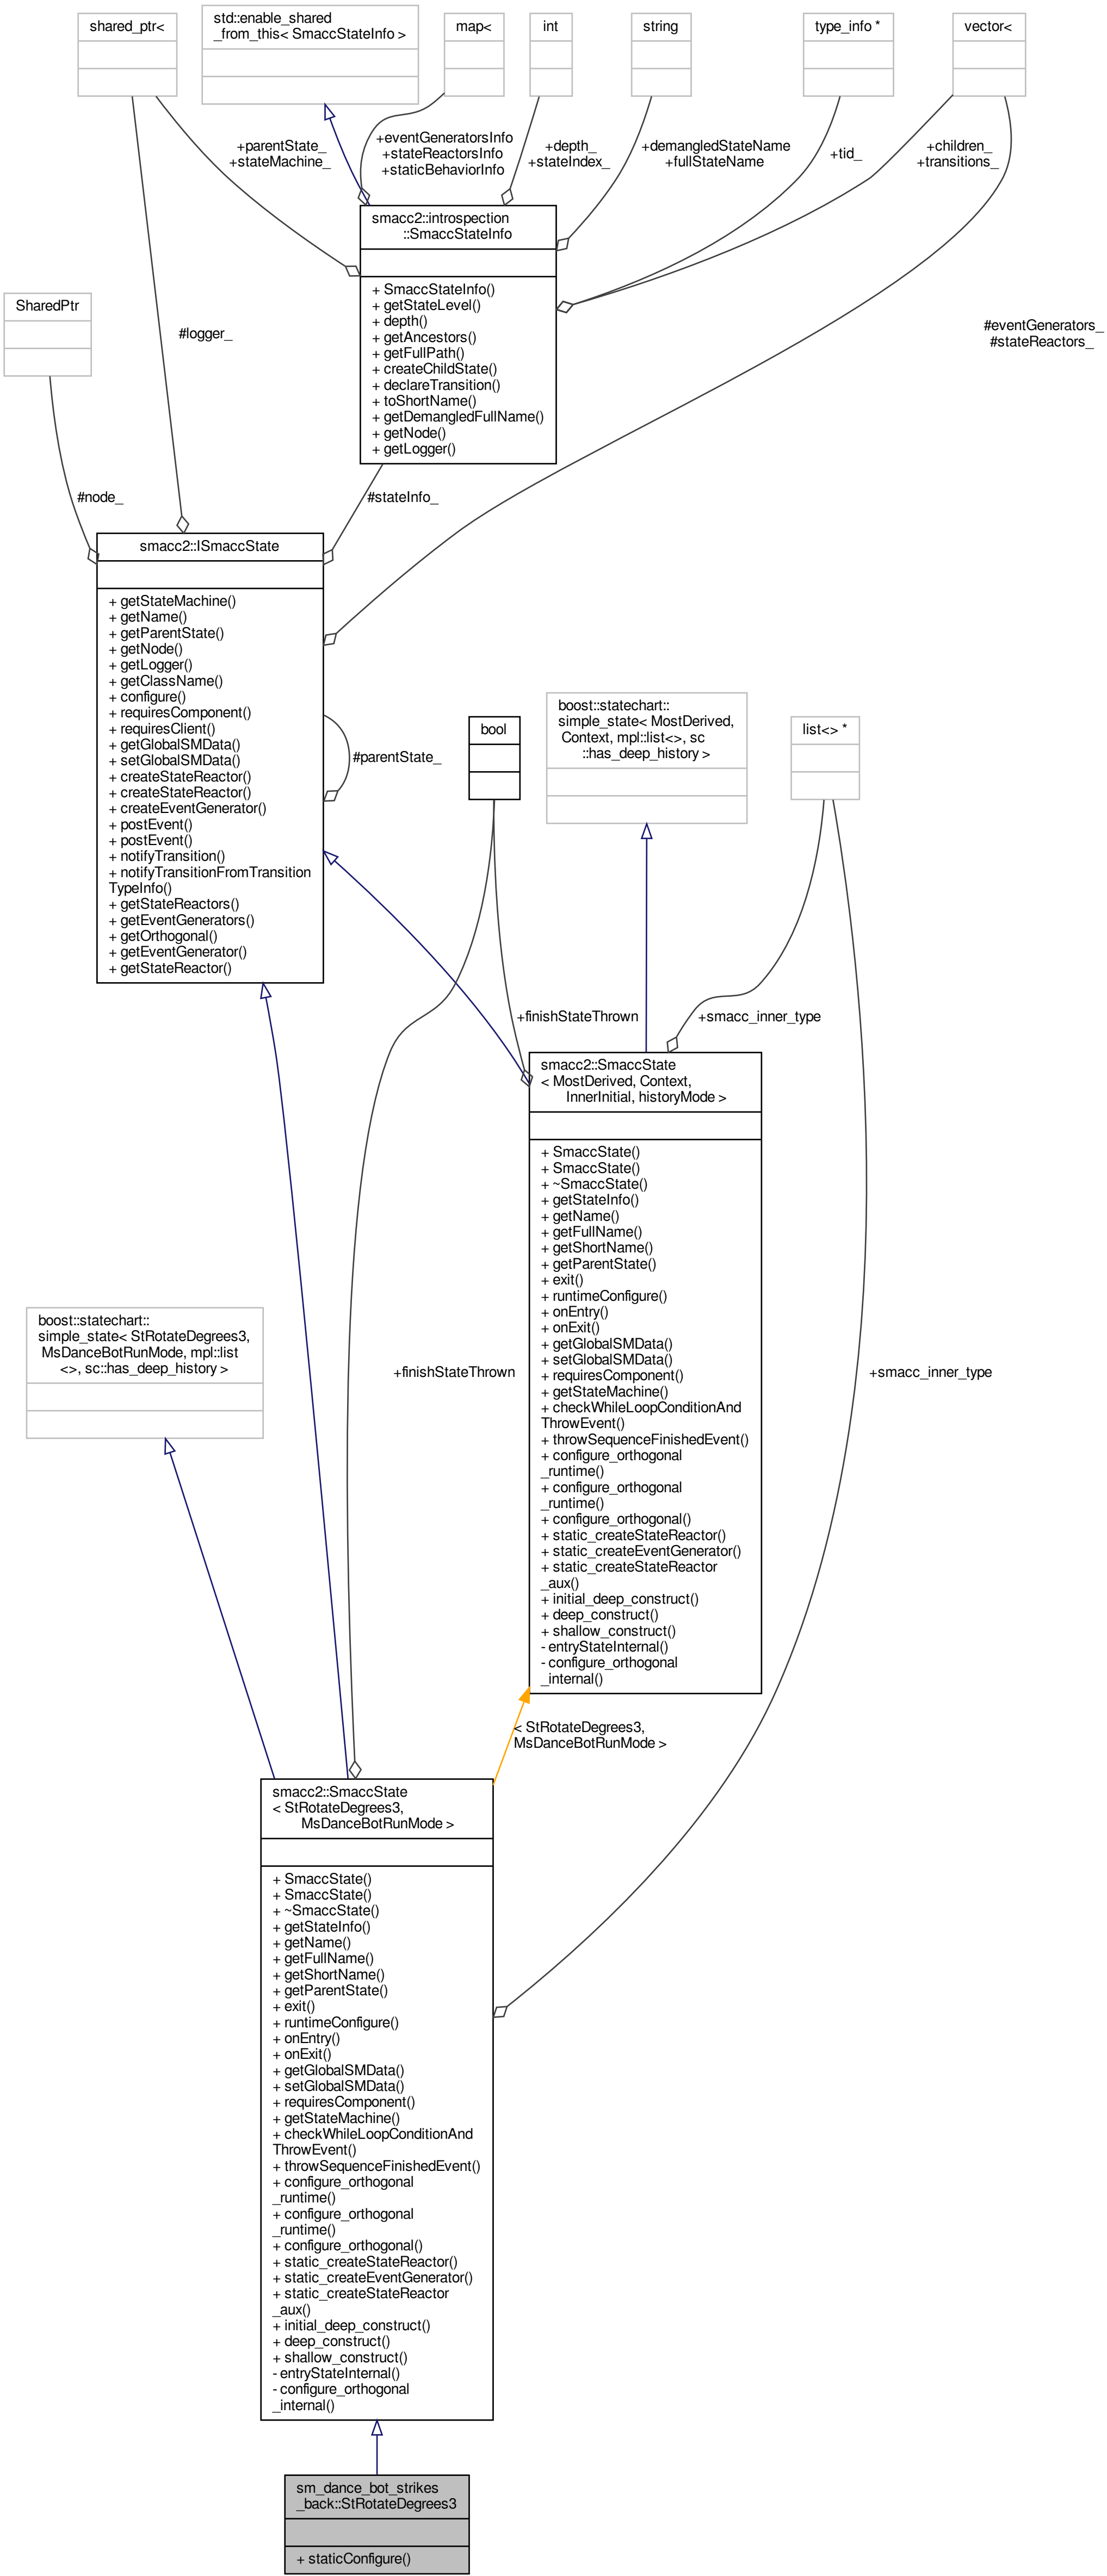 shared_ptr<
std::enable_shared
_from_this< SmaccStateInfo >
map<
int
string
type_info *
vector<
+parentState_
+stateMachine_
+eventGeneratorsInfo
+stateReactorsInfo
+staticBehaviorInfo
+depth_
+stateIndex_
+demangledStateName
+fullStateName
+tid_
+children_
+transitions_
smacc2::introspection
::SmaccStateInfo
+ SmaccStateInfo()
+ getStateLevel()
+ depth()
+ getAncestors()
+ getFullPath()
+ createChildState()
+ declareTransition()
+ toShortName()
+ getDemangledFullName()
+ getNode()
+ getLogger()
SharedPtr
#logger_
#eventGenerators_
#stateReactors_
#node_
#stateInfo_
smacc2::ISmaccState
+ getStateMachine()
+ getName()
+ getParentState()
+ getNode()
+ getLogger()
+ getClassName()
+ configure()
+ requiresComponent()
+ requiresClient()
+ getGlobalSMData()
+ setGlobalSMData()
+ createStateReactor()
+ createStateReactor()
+ createEventGenerator()
+ postEvent()
+ postEvent()
+ notifyTransition()
+ notifyTransitionFromTransition
TypeInfo()
+ getStateReactors()
+ getEventGenerators()
+ getOrthogonal()
+ getEventGenerator()
+ getStateReactor()
#parentState_
bool
boost::statechart::
simple_state< MostDerived,
Context, mpl::list<>, sc
::has_deep_history >
list<> *
+finishStateThrown
+smacc_inner_type
smacc2::SmaccState
< MostDerived, Context,
InnerInitial, historyMode >
+ SmaccState()
+ SmaccState()
+ ~SmaccState()
+ getStateInfo()
+ getName()
+ getFullName()
+ getShortName()
+ getParentState()
+ exit()
+ runtimeConfigure()
+ onEntry()
+ onExit()
+ getGlobalSMData()
+ setGlobalSMData()
+ requiresComponent()
+ getStateMachine()
+ checkWhileLoopConditionAnd
ThrowEvent()
+ throwSequenceFinishedEvent()
+ configure_orthogonal
_runtime()
+ configure_orthogonal
_runtime()
+ configure_orthogonal()
+ static_createStateReactor()
+ static_createEventGenerator()
+ static_createStateReactor
_aux()
+ initial_deep_construct()
+ deep_construct()
+ shallow_construct()
- entryStateInternal()
- configure_orthogonal
_internal()
boost::statechart::
simple_state< StRotateDegrees3,
MsDanceBotRunMode, mpl::list
<>, sc::has_deep_history >
+finishStateThrown
+smacc_inner_type
< StRotateDegrees3,
MsDanceBotRunMode >
smacc2::SmaccState
< StRotateDegrees3,
MsDanceBotRunMode >
+ SmaccState()
+ SmaccState()
+ ~SmaccState()
+ getStateInfo()
+ getName()
+ getFullName()
+ getShortName()
+ getParentState()
+ exit()
+ runtimeConfigure()
+ onEntry()
+ onExit()
+ getGlobalSMData()
+ setGlobalSMData()
+ requiresComponent()
+ getStateMachine()
+ checkWhileLoopConditionAnd
ThrowEvent()
+ throwSequenceFinishedEvent()
+ configure_orthogonal
_runtime()
+ configure_orthogonal
_runtime()
+ configure_orthogonal()
+ static_createStateReactor()
+ static_createEventGenerator()
+ static_createStateReactor
_aux()
+ initial_deep_construct()
+ deep_construct()
+ shallow_construct()
- entryStateInternal()
- configure_orthogonal
_internal()
sm_dance_bot_strikes
_back::StRotateDegrees3
+ staticConfigure()